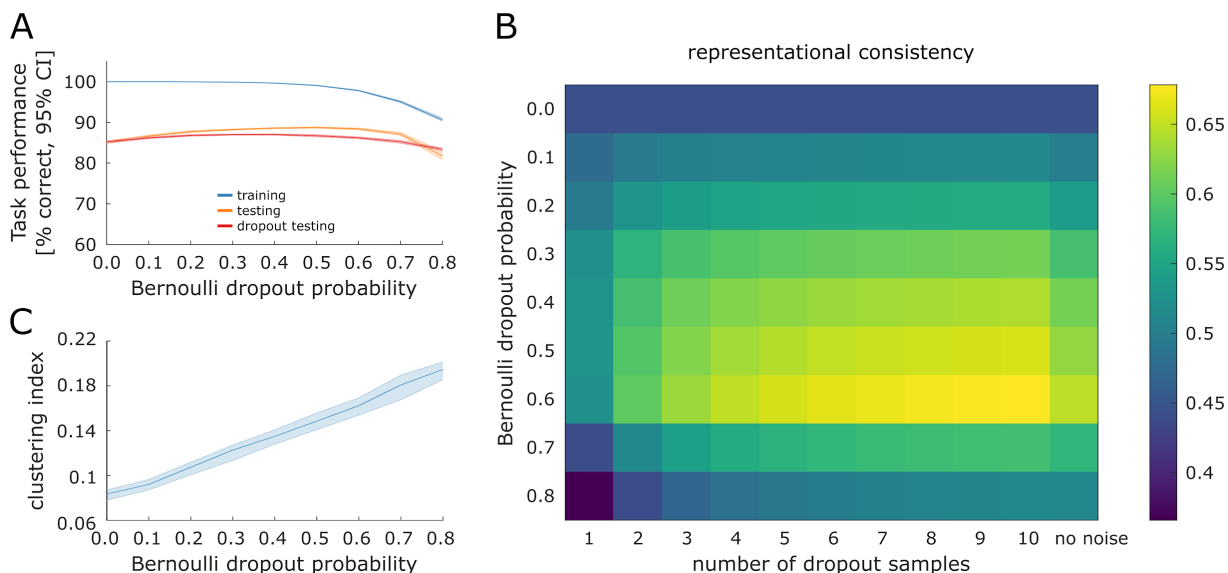 A
Task performance
[% correct, 95% CI]
100
90
80
70
60
training
testing
dropout testing
0.0 0.1 0.2 0.3 0.4 0.5 0.6 0.7 0.8
Bernoulli dropout probability
C
clustering index
0.22
0.18
0.14
0.1
0.06
0.0 0.1 0.2 0.3 0.4 0.5 0.6 0.7 0.8
Bernoulli dropout probability
B
representational consistency
Bernoulli dropout probability
0.0
0.1
0.2
0.3
0.4
0.5
0.6
0.7
0.8
1 2 3 4 5 6 7 8 9 10 no noise
number of dropout samples
0.65
0.6
0.55
0.5
0.45
0.4